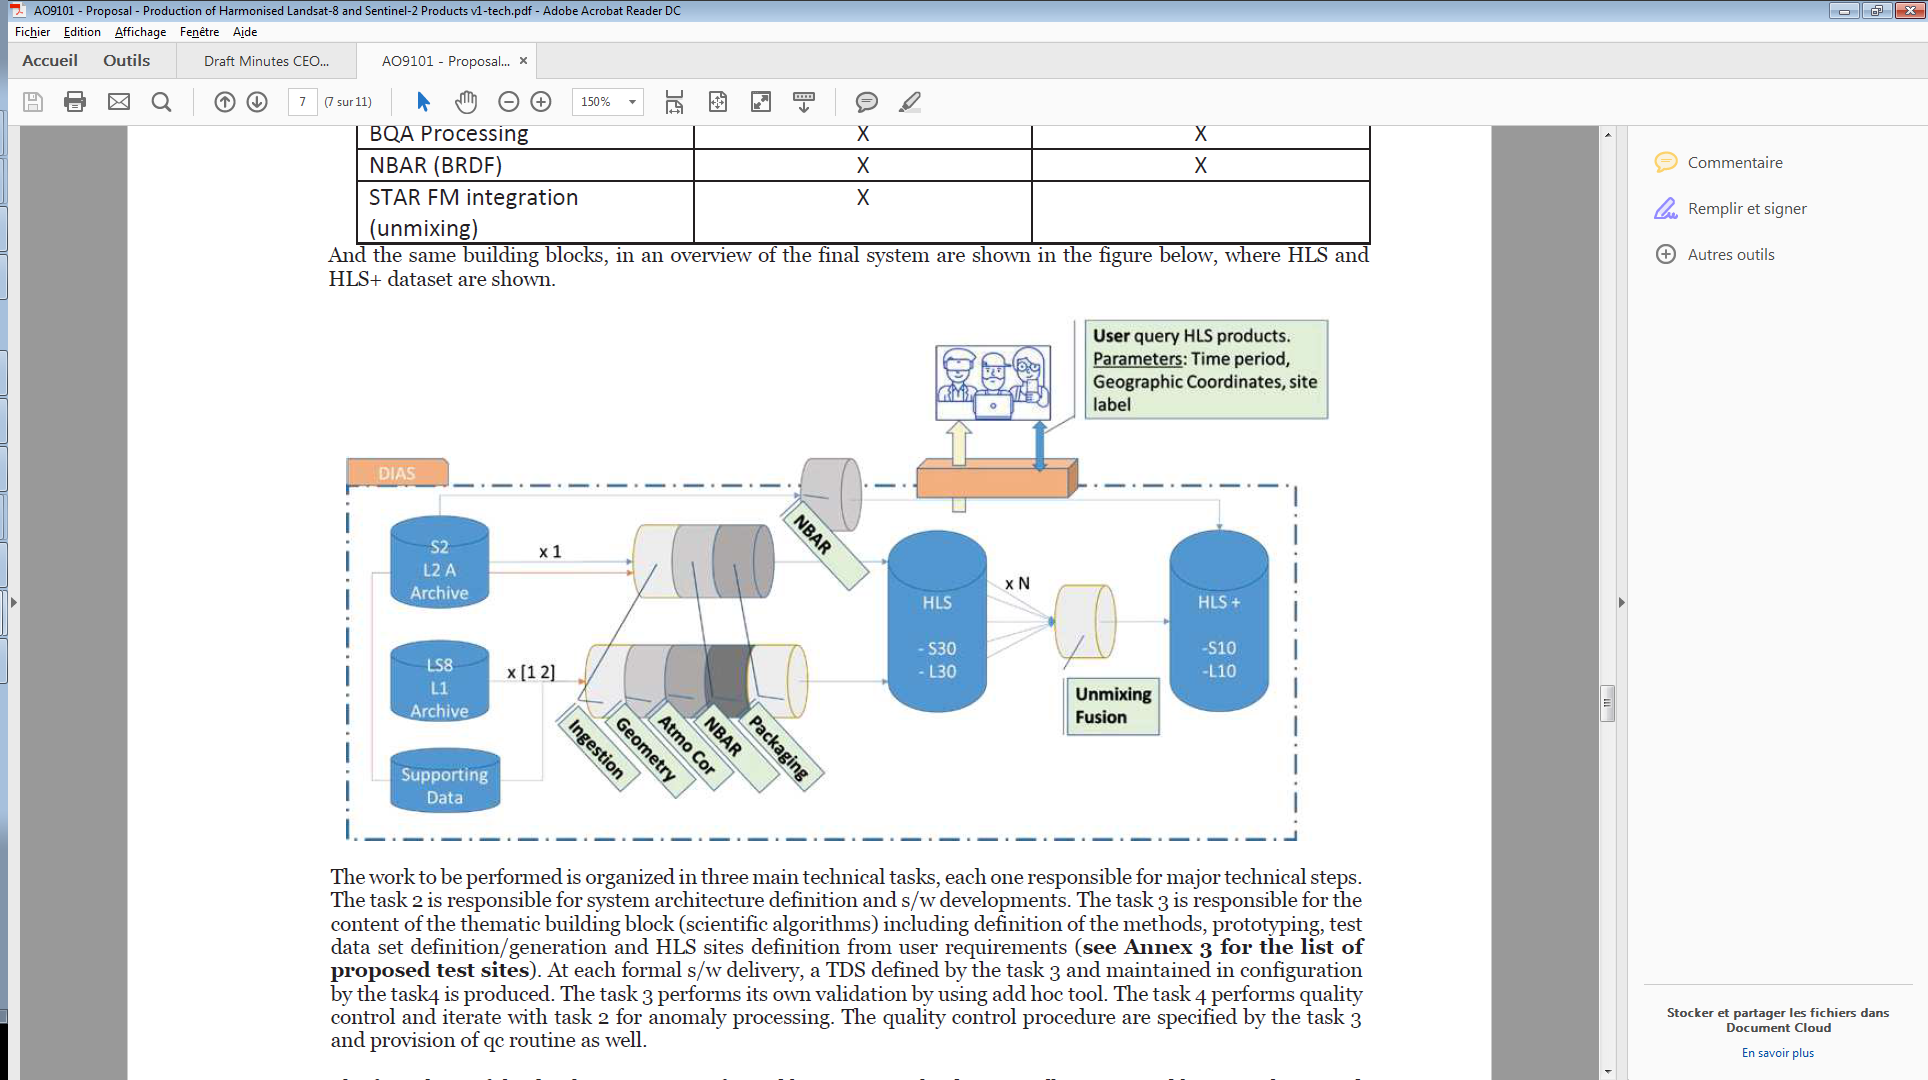 AO9101 - Proposal - Production of Harmonised Landsat-8 and Sentinel-2 Products v1-tech.pdf - Adobe Acrobat Reader DC
Fichier Edition Affichage Fenêtre Aide
Accueil Outils Draft Minutes CEO... AO9101 - Proposal... ×
7 (7 sur 11) 150%
BQA Processing X X
NBAR (BRDF) X X
STAR FM integration X
(unmixing)
And the same building blocks, in an overview of the final system are shown in the figure below, where HLS and
HLS+ dataset are shown.
User query HLS products.
Parameters: Time period,
Geographic Coordinates, site
label
DIAS
NBAR
S2
L2 A
Archive
x 1
HLS
- S30
- L30
x N
HLS +
-S10
-L10
LS8
L1
Archive
x [1 2]
Unmixing
Fusion
Ingestion
Geometry
Atmo Cor
NBAR
Packaging
Supporting
Data
The work to be performed is organized in three main technical tasks, each one responsible for major technical steps.
The task 2 is responsible for system architecture definition and s/w developments. The task 3 is responsible for the
content of the thematic building block (scientific algorithms) including definition of the methods, prototyping, test
data set definition/generation and HLS sites definition from user requirements (see Annex 3 for the list of
proposed test sites). At each formal s/w delivery, a TDS defined by the task 3 and maintained in configuration
by the task4 is produced. The task 3 performs its own validation by using add hoc tool. The task 4 performs quality
control and iterate with task 2 for anomaly processing. The quality control procedure are specified by the task 3
and provision of qc routine as well.
Commentaire
Remplir et signer
Autres outils
Stocker et partager les fichiers dans
Document Cloud
En savoir plus